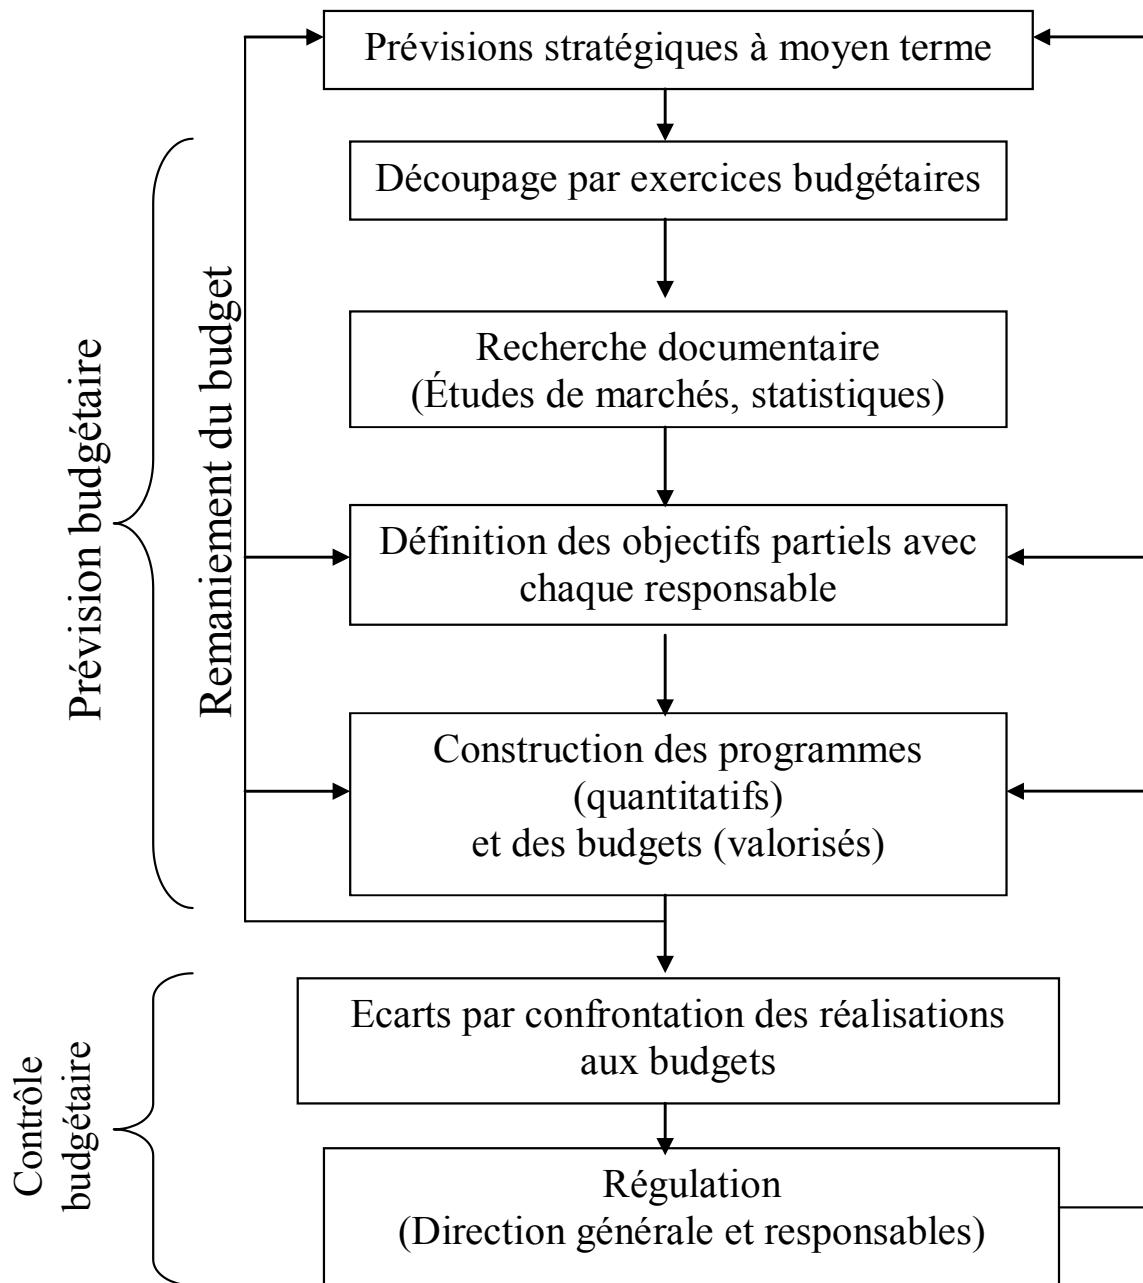 Prévisions stratégiques à moyen terme
Découpage par exercices budgétaires
Recherche documentaire
(Études de marchés, statistiques)
Définition des objectifs partiels avec
chaque responsable
Construction des programmes
(quantitatifs)
et des budgets (valorisés)
Ecarts par confrontation des réalisations
aux budgets
Régulation
(Direction générale et responsables)
Prévision budgétaire
Remaniement du budget
Contrôle
budgétaire